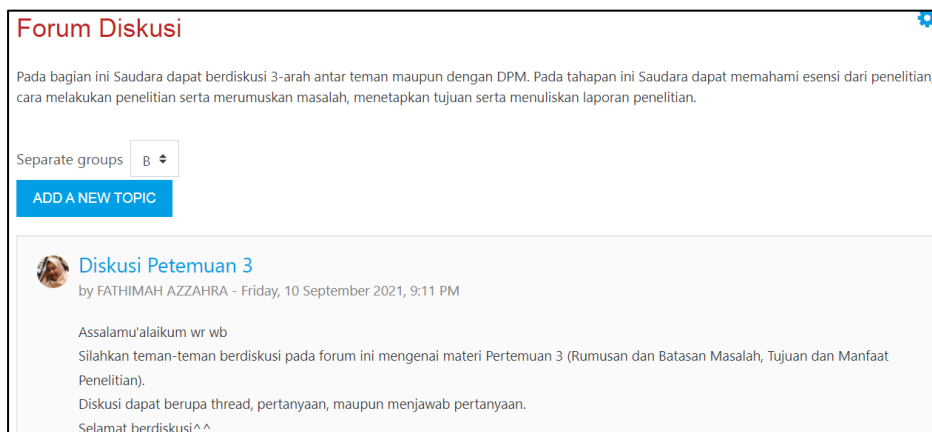 Forum Diskusi
Pada bagian ini Saudara dapat berdiskusi 3-arah antar teman maupun dengan DPM. Pada tahapan ini Saudara dapat memahami esensi dari penelitian,
cara melakukan penelitian serta merumuskan masalah, menetapkan tujuan serta menuliskan laporan penelitian.
Separate groups B
ADD A NEW TOPIC
Diskusi Petemuan 3
by FATHIMAH AZZAHRA - Friday, 10 September 2021, 9:11 PM
Assalamu'alaikum wr wb
Silahkan teman-teman berdiskusi pada forum ini mengenai materi Pertemuan 3 (Rumusan dan Batasan Masalah, Tujuan dan Manfaat
Penelitian).
Diskusi dapat berupa thread, pertanyaan, maupun menjawab pertanyaan.
Selamat berdiskusi^^